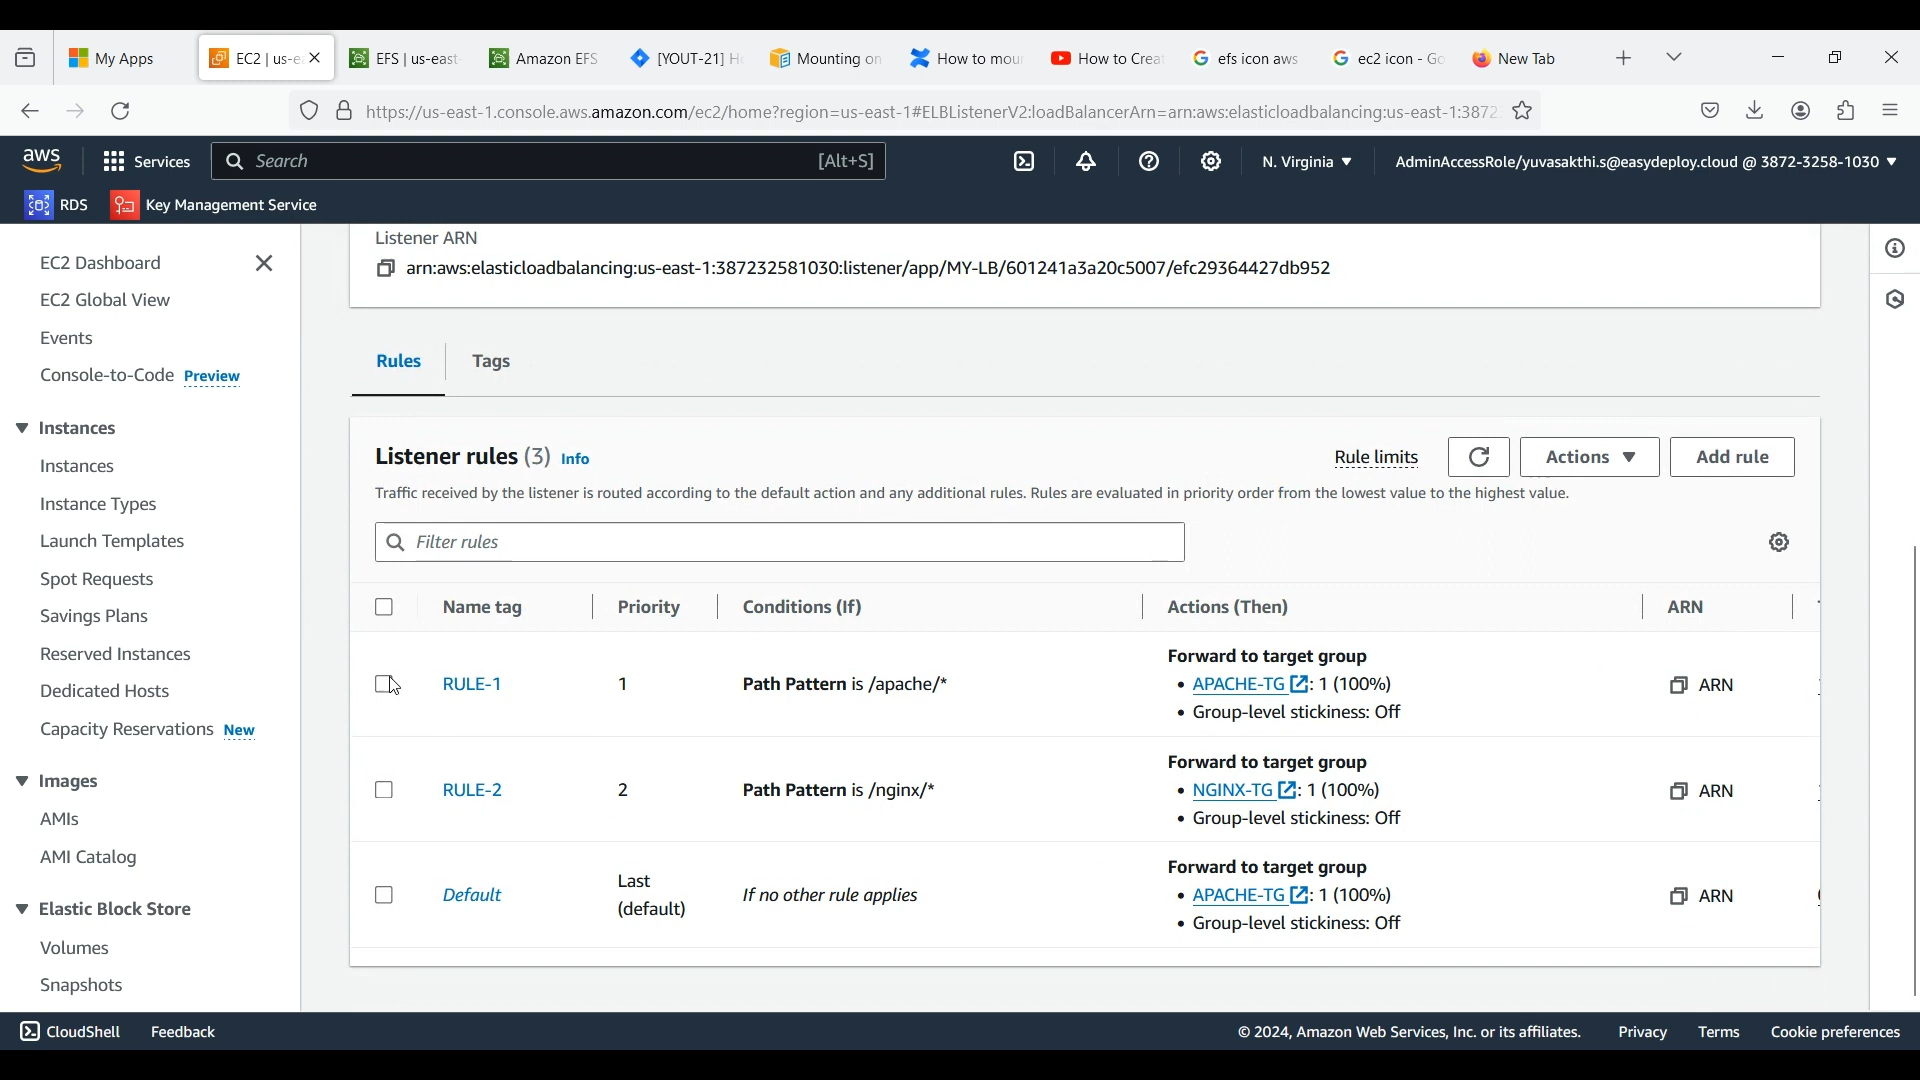 My Apps
EC2 | us-e
EFS | us-east
Amazon EFS
[YOUT-21] H
Mounting on
How to mou
How to Creat
efs icon aws
ec2 icon - Go
New Tab
https://us-east-1.console.aws.amazon.com/ec2/home?region=us-east-1#ELBListenerV2:loadBalancerArn=arn:aws:elasticloadbalancing:us-east-1:3872
aws
Services
Search
[Alt+S]
N. Virginia
AdminAccessRole/yuvasakthi.s@easydeploy.cloud @ 3872-3258-1030
RDS
Key Management Service
EC2 Dashboard
EC2 Global View
Events
Console-to-Code Preview
Instances
Instances
Instance Types
Launch Templates
Spot Requests
Savings Plans
Reserved Instances
Dedicated Hosts
Capacity Reservations New
Images
AMIs
AMI Catalog
Elastic Block Store
Volumes
Snapshots
Listener ARN
arn:aws:elasticloadbalancing:us-east-1:387232581030:listener/app/MY-LB/601241a3a20c5007/efc29364427db952
Rules
Tags
Listener rules (3) Info
Rule limits
Actions
Add rule
Traffic received by the listener is routed according to the default action and any additional rules. Rules are evaluated in priority order from the lowest value to the highest value.
Filter rules
Name tag
Priority
Conditions (If)
Actions (Then)
ARN
RULE-1
1
Path Pattern is /apache/*
Forward to target group
• APACHE-TG : 1 (100%)
• Group-level stickiness: Off
ARN
RULE-2
2
Path Pattern is /nginx/*
Forward to target group
• NGINX-TG : 1 (100%)
• Group-level stickiness: Off
ARN
Default
Last
(default)
If no other rule applies
Forward to target group
• APACHE-TG : 1 (100%)
• Group-level stickiness: Off
ARN
CloudShell
Feedback
© 2024, Amazon Web Services, Inc. or its affiliates.
Privacy
Terms
Cookie preferences